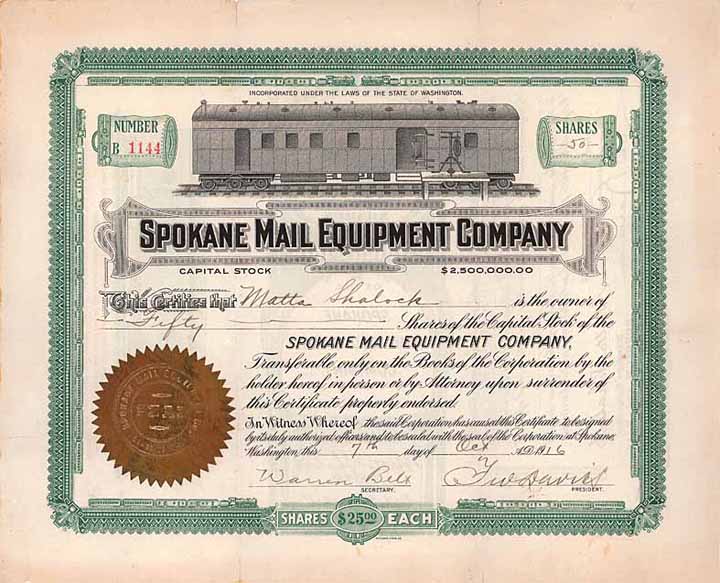 INCORPORATED UNDER THE LAWS OF THE STATE OF WASHINGTON.
NUMBER
B 1144
SHARES
-50-
SPOKANE MAIL EQUIPMENT COMPANY
CAPITAL STOCK $2,500,000.00
This Certifies that Matta Shalock is the owner of
Fifty Shares of the Capital Stock of the
SPOKANE MAIL EQUIPMENT COMPANY,
Transferable only on the Books of the Corporation by the
holder hereof in person or by Attorney upon surrender of
this Certificate properly endorsed.
In Witness Whereof the said Corporation has caused this Certificate to be signed
by its duly authorized officers and to be sealed with the seal of the Corporation at Spokane,
Washington, this 7th day of Oct A.D. 1916
Warren Belt
SECRETARY.
PRESIDENT.
SHARES $25.00 EACH